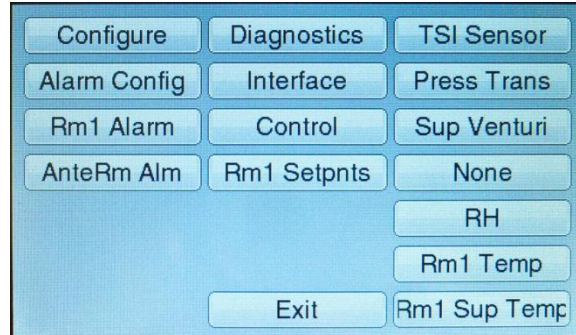 Configure Diagnostics TSI Sensor
Alarm Config Interface Press Trans
Rm1 Alarm Control Sup Venturi
AnteRm Alm Rm1 Setpnts None
RH
Rm1 Temp
Exit Rm1 Sup Temp